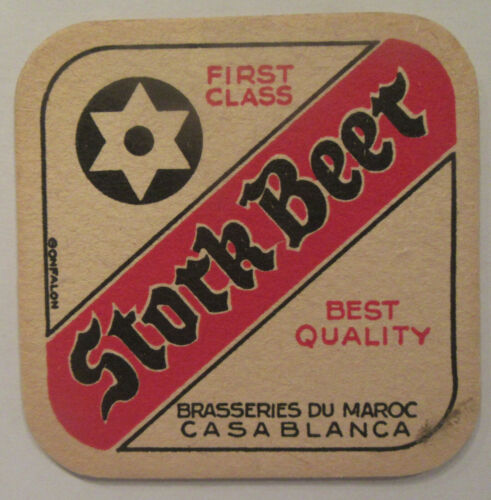 FIRST
CLASS
Stork Beer
GONFALON
BEST
QUALITY
BRASSERIES DU MAROC
CASABLANCA